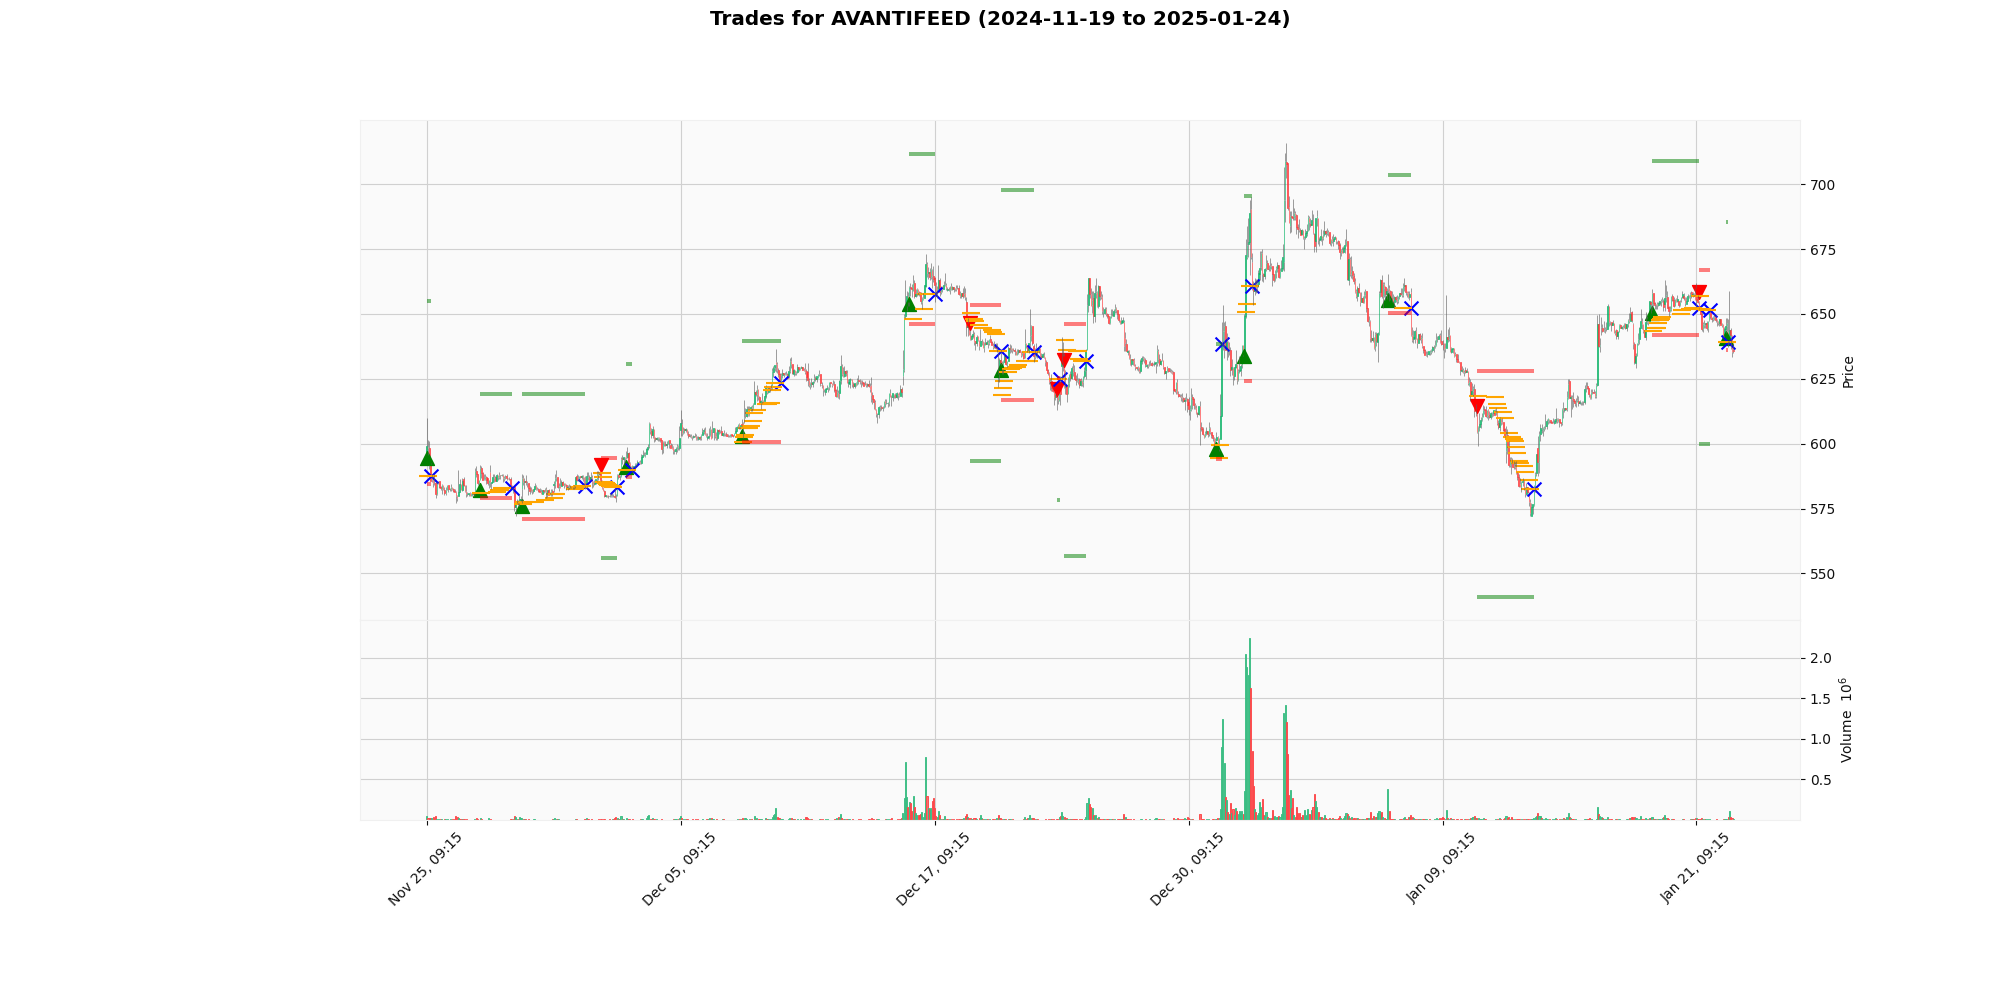 Trades for AVANTIFEED (2024-11-19 to 2025-01-24)
700
675
650
625
600
575
550
Price
2.0
1.5
1.0
0.5
Volume 10⁶
Nov 25, 09:15
Dec 05, 09:15
Dec 17, 09:15
Dec 30, 09:15
Jan 09, 09:15
Jan 21, 09:15